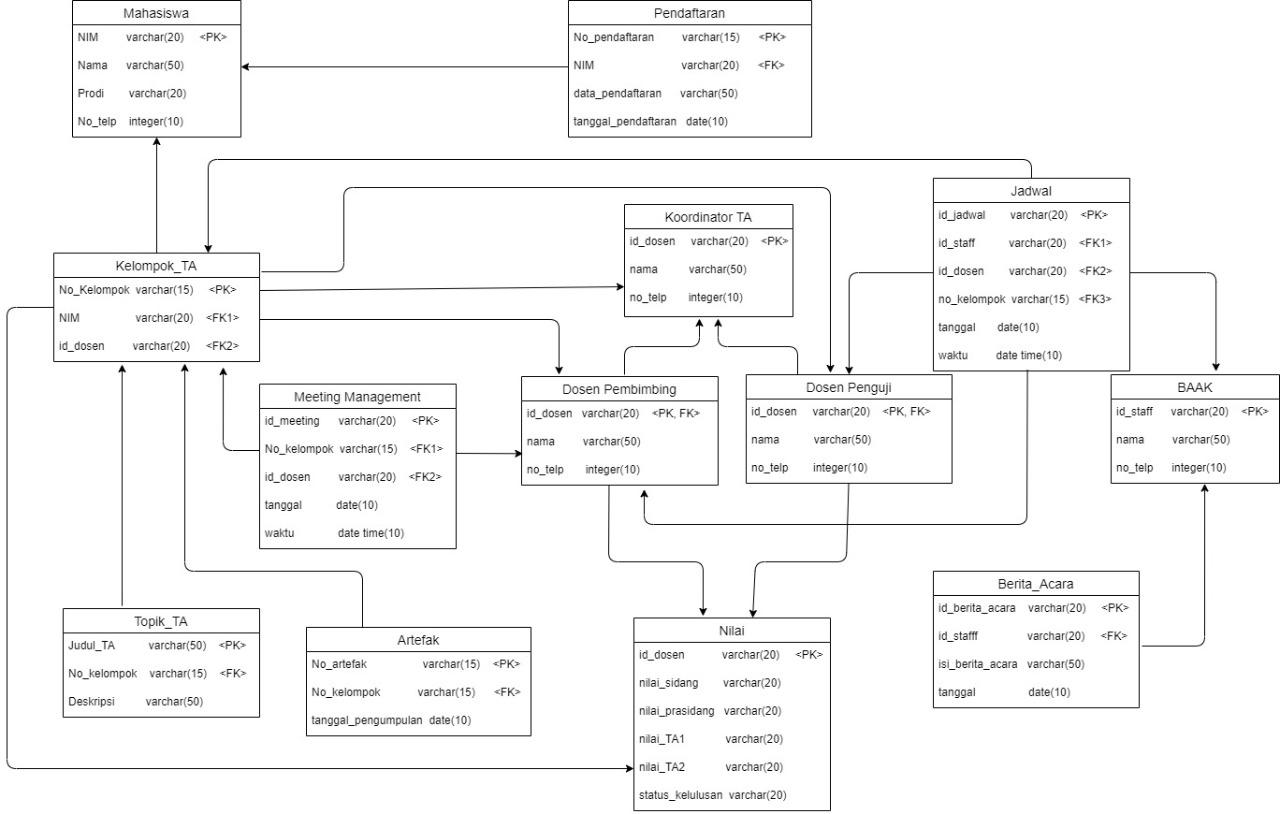 Mahasiswa
NIM varchar(20) <PK>
Nama varchar(50)
Prodi varchar(20)
No_telp integer(10)
Pendaftaran
No_pendaftaran varchar(15) <PK>
NIM varchar(20) <FK>
data_pendaftaran varchar(50)
tanggal_pendaftaran date(10)
Jadwal
id_jadwal varchar(20) <PK>
id_staff varchar(20) <FK1>
id_dosen varchar(20) <FK2>
no_kelompok varchar(15) <FK3>
tanggal date(10)
waktu date time(10)
Koordinator TA
id_dosen varchar(20) <PK>
nama varchar(50)
no_telp integer(10)
Kelompok_TA
No_Kelompok varchar(15) <PK>
NIM varchar(20) <FK1>
id_dosen varchar(20) <FK2>
Meeting Management
id_meeting varchar(20) <PK>
No_kelompok varchar(15) <FK1>
id_dosen varchar(20) <FK2>
tanggal date(10)
waktu date time(10)
Dosen Pembimbing
id_dosen varchar(20) <PK, FK>
nama varchar(50)
no_telp integer(10)
Dosen Penguji
id_dosen varchar(20) <PK, FK>
nama varchar(50)
no_telp integer(10)
BAAK
id_staff varchar(20) <PK>
nama varchar(50)
no_telp integer(10)
Topik_TA
Judul_TA varchar(50) <PK>
No_kelompok varchar(15) <FK>
Deskripsi varchar(50)
Artefak
No_artefak varchar(15) <PK>
No_kelompok varchar(15) <FK>
tanggal_pengumpulan date(10)
Nilai
id_dosen varchar(20) <PK>
nilai_sidang varchar(20)
nilai_prasidang varchar(20)
nilai_TA1 varchar(20)
nilai_TA2 varchar(20)
status_kelulusan varchar(20)
Berita_Acara
id_berita_acara varchar(20) <PK>
id_stafff varchar(20) <FK>
isi_berita_acara varchar(50)
tanggal date(10)